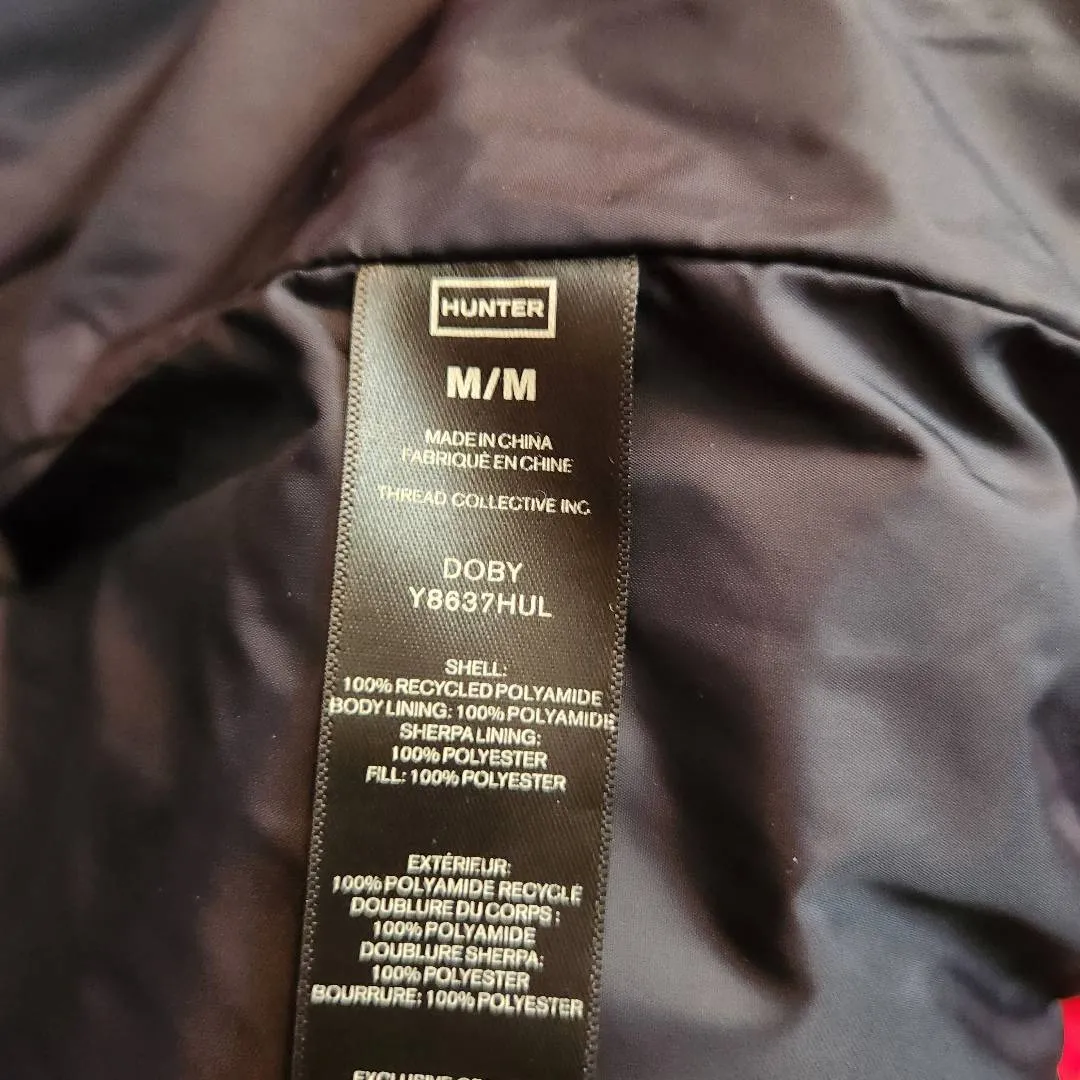 HUNTER
M/M
MADE IN CHINA
FABRIQUÉ EN CHINE
THREAD COLLECTIVE INC.
DOBY
Y8637HUL
SHELL:
100% RECYCLED POLYAMIDE
BODY LINING: 100% POLYAMIDE
SHERPA LINING:
100% POLYESTER
FILL: 100% POLYESTER
EXTÉRIEUR:
100% POLYAMIDE RECYCLÉ
DOUBLURE DU CORPS :
100% POLYAMIDE
DOUBLURE SHERPA:
100% POLYESTER
BOURRURE: 100% POLYESTER
EXCLUSIVE